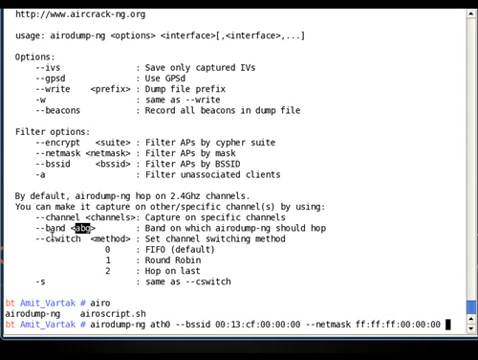 http://www.aircrack-ng.org
usage: airodump-ng <options> <interface>[,<interface>,...]
Options:
--ivs : Save only captured IVs
--gpsd : Use GPSd
--write <prefix> : Dump file prefix
-w : same as --write
--beacons : Record all beacons in dump file
Filter options:
--encrypt <suite> : Filter APs by cypher suite
--netmask <netmask> : Filter APs by mask
--bssid <bssid> : Filter APs by BSSID
-a : Filter unassociated clients
By default, airodump-ng hop on 2.4Ghz channels.
You can make it capture on other/specific channel(s) by using:
--channel <channels>: Capture on specific channels
--band <abg> : Band on which airodump-ng should hop
--cswitch <method> : Set channel switching method
0 : FIFO (default)
1 : Round Robin
2 : Hop on last
-s : same as --cswitch
bt Amit_Vartak # airo
airodump-ng airoscript.sh
bt Amit_Vartak # airodump-ng ath0 --bssid 00:13:cf:00:00:00 --netmask ff:ff:ff:00:00:00